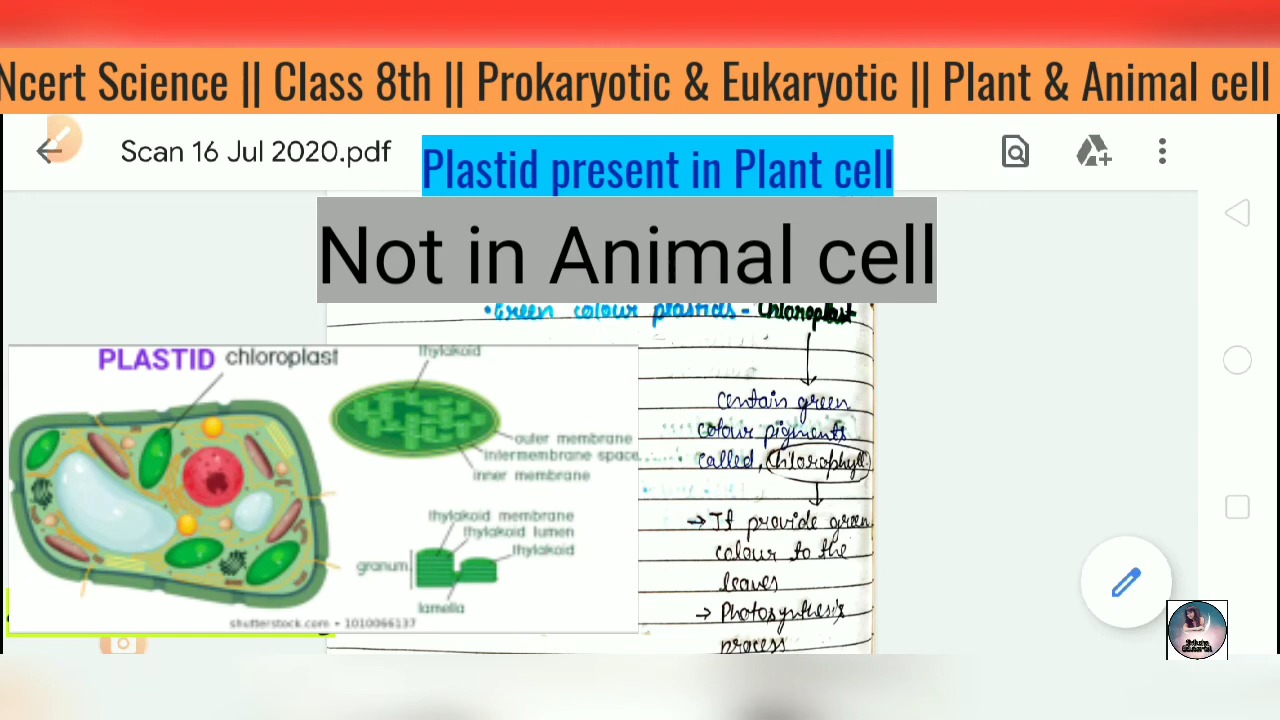 Ncert Science || Class 8th || Prokaryotic & Eukaryotic || Plant & Animal cell
Scan 16 Jul 2020.pdf
Plastid present in Plant cell
Not in Animal cell
•Green colour plastids - Chloroplast
PLASTID chloroplast
thylakoid
outer membrane
intermembrane space
inner membrane
thylakoid membrane
thylakoid lumen
thylakoid
granum
lamella
shutterstock.com • 1010066137
Contain green
colour pigments
called, Chlorophyll
→ It provide green
colour to the
leaves
→ Photosynthesis
process